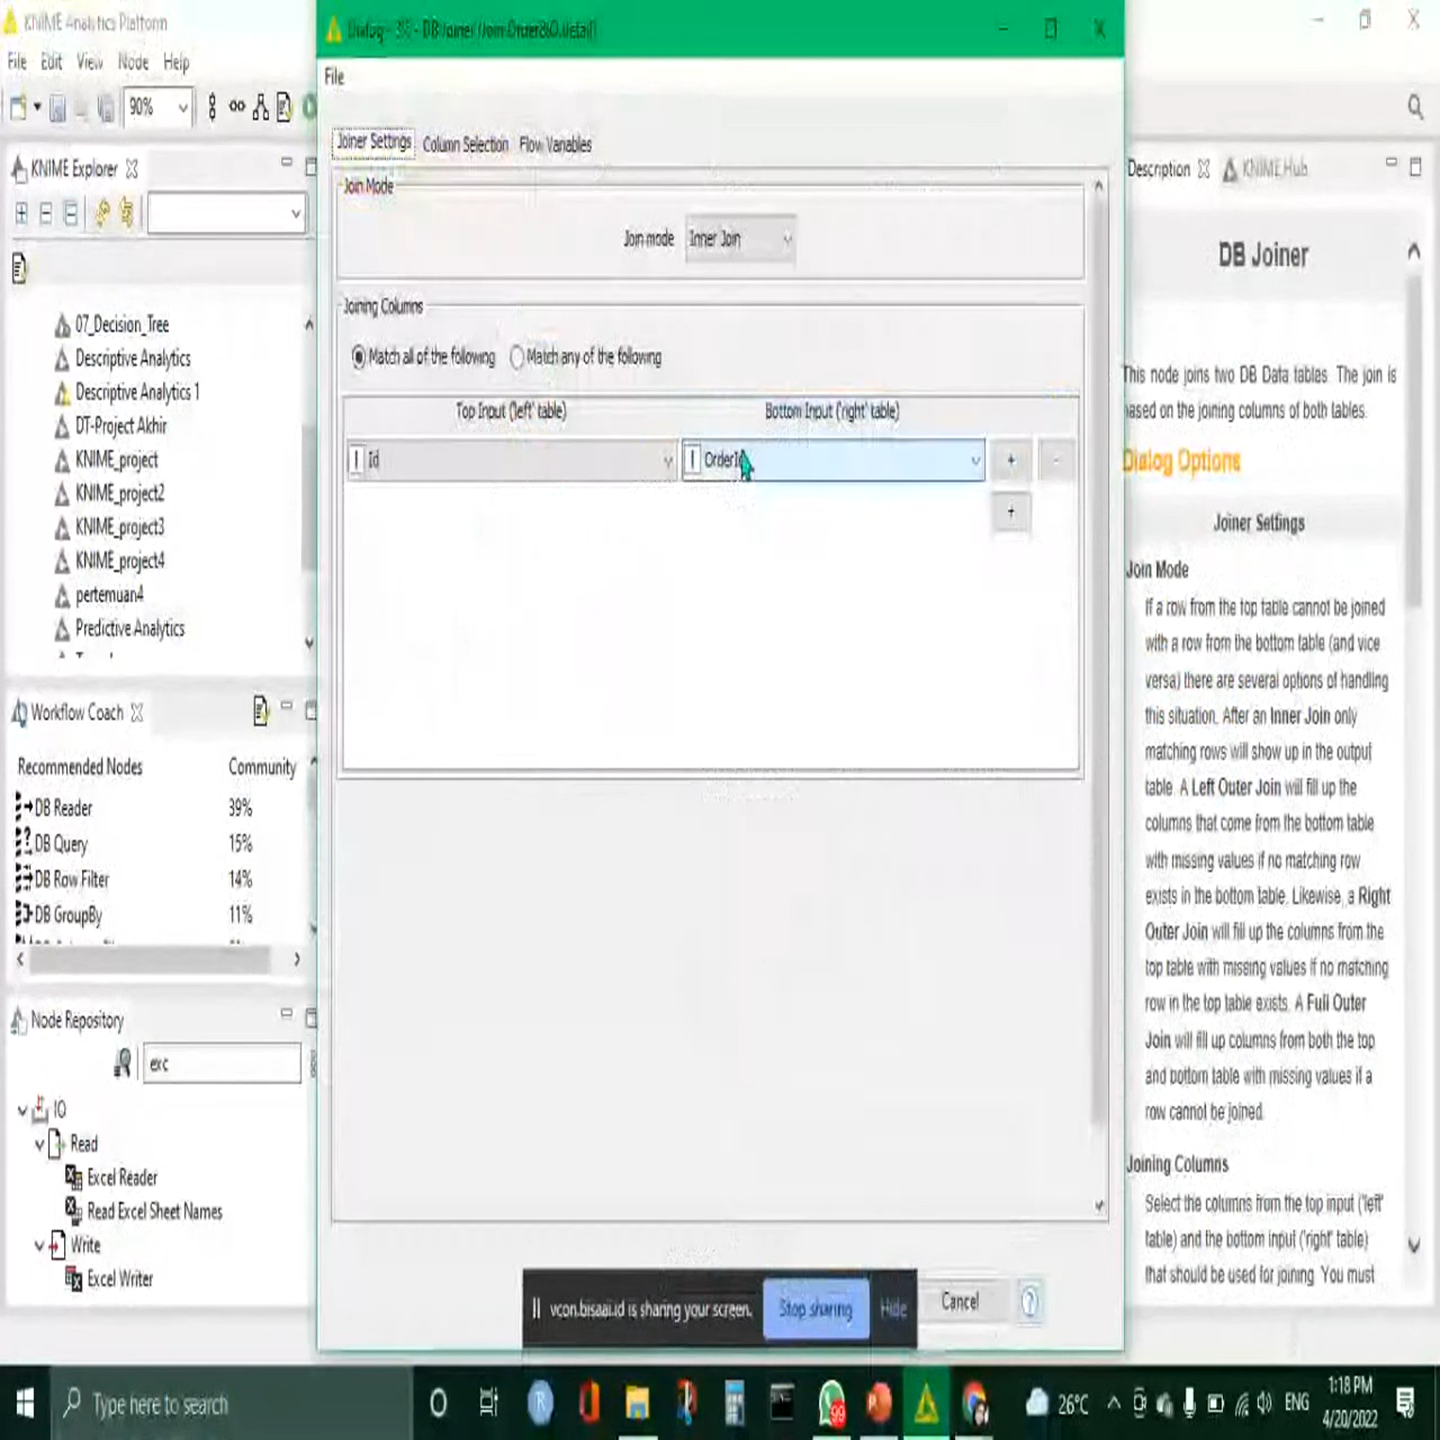 KNIME Analytics Platform
File Edit View Node Help
90%
KNIME Explorer
07_Decision_Tree
Descriptive Analytics
Descriptive Analytics 1
DT-Project Akhir
KNIME_project
KNIME_project2
KNIME_project3
KNIME_project4
pertemuan4
Predictive Analytics
Workflow Coach
Recommended Nodes Community
DB Reader 39%
DB Query 15%
DB Row Filter 14%
DB GroupBy 11%
Node Repository
exc
IO
Read
Excel Reader
Read Excel Sheet Names
Write
Excel Writer
DB Joiner
File
Joiner Settings Column Selection Flow Variables
Join Mode
Join mode Inner Join
Joining Columns
Match all of the following Match any of the following
Top Input ('left' table) Bottom Input ('right' table)
I Id I OrderId + -
+
vcon.bisaai.id is sharing your screen. Stop sharing Hide
Cancel ?
Description KNIME Hub
DB Joiner
This node joins two DB Data tables. The join is
based on the joining columns of both tables.
Dialog Options
Joiner Settings
Join Mode
If a row from the top table cannot be joined
with a row from the bottom table (and vice
versa) there are several options of handling
this situation. After an Inner Join only
matching rows will show up in the output
table. A Left Outer Join will fill up the
columns that come from the bottom table
with missing values if no matching row
exists in the bottom table. Likewise, a Right
Outer Join will fill up the columns from the
top table with missing values if no matching
row in the top table exists. A Full Outer
Join will fill up columns from both the top
and bottom table with missing values if a
row cannot be joined.
Joining Columns
Select the columns from the top input ('left'
table) and the bottom input ('right' table)
that should be used for joining. You must
Type here to search
99
26°C
ENG
1:18 PM
4/20/2022